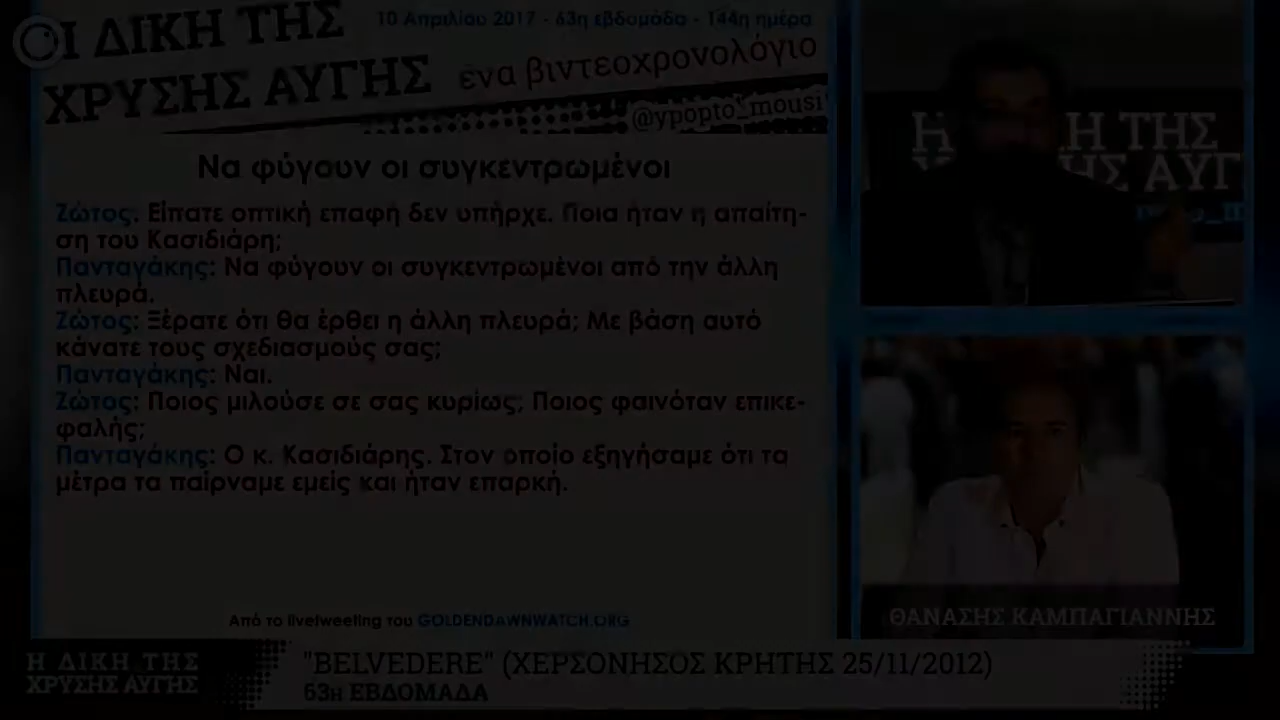 ΟΙ ΔΙΚΗ ΤΗΣ
ΧΡΥΣΗΣ ΑΥΓΗΣ
10 Απριλίου 2017 - 63η εβδομάδα - 144η ημέρα
ενα βιντεοχρονολόγιο
@ypopto_mousi
Να φύγουν οι συγκεντρωμένοι
Ζώτος. Είπατε οπτική επαφή δεν υπήρχε. Ποια ήταν η απαίτη-
ση του Κασιδιάρη;
Πανταγάκης: Να φύγουν οι συγκεντρωμένοι από την άλλη
πλευρά.
Ζώτος: Ξέρατε ότι θα έρθει η άλλη πλευρά; Με βάση αυτό
κάνατε τους σχεδιασμούς σας;
Πανταγάκης: Ναι.
Ζώτος: Ποιος μιλούσε σε σας κυρίως; Ποιος φαινόταν επικε-
φαλής;
Πανταγάκης: Ο κ. Κασιδιάρης. Στον οποίο εξηγήσαμε ότι τα
μέτρα τα παίρναμε εμείς και ήταν επαρκή.
Από το livetweeting του GOLDENDAWNWATCH.ORG
ΘΑΝΑΣΗΣ ΚΑΜΠΑΓΙΑΝΝΗΣ
Η ΔΙΚΗ ΤΗΣ
ΧΡΥΣΗΣ ΑΥΓΗΣ
"BELVEDERE" (ΧΕΡΣΟΝΗΣΟΣ ΚΡΗΤΗΣ 25/11/2012)
63η ΕΒΔΟΜΑΔΑ